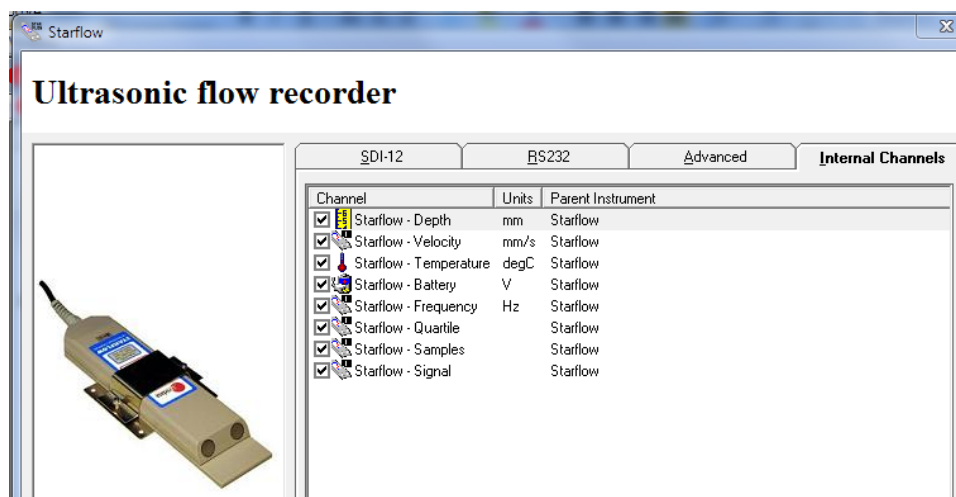 Starflow
Ultrasonic flow recorder
SDI-12 RS232 Advanced Internal Channels
Channel Units Parent Instrument
Starflow - Depth mm Starflow
Starflow - Velocity mm/s Starflow
Starflow - Temperature degC Starflow
Starflow - Battery V Starflow
Starflow - Frequency Hz Starflow
Starflow - Quartile Starflow
Starflow - Samples Starflow
Starflow - Signal Starflow
STARFLOW